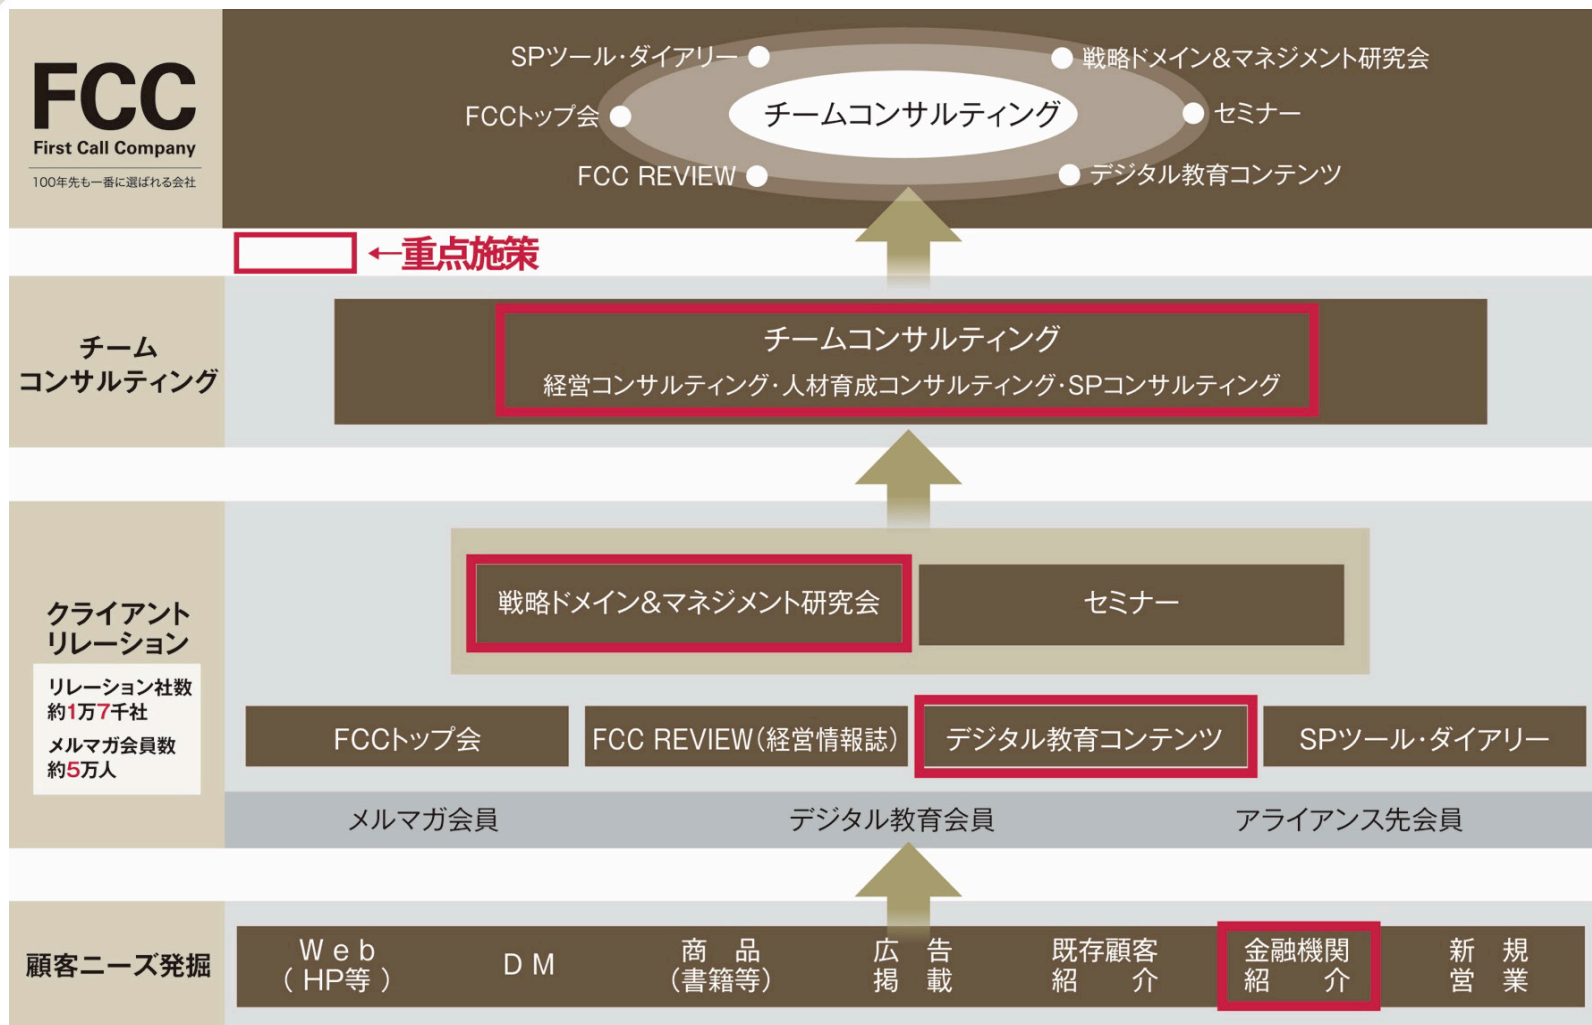 FCC
First Call Company
100年先も一番に選ばれる会社
SPツール・ダイアリー
戦略ドメイン&マネジメント研究会
FCCトップ会
チームコンサルティング
セミナー
FCC REVIEW
デジタル教育コンテンツ
←重点施策
チーム
コンサルティング
チームコンサルティング
経営コンサルティング・人材育成コンサルティング・SPコンサルティング
クライアント
リレーション
リレーション社数
約1万7千社
メルマガ会員数
約5万人
戦略ドメイン&マネジメント研究会
セミナー
FCCトップ会
FCC REVIEW(経営情報誌)
デジタル教育コンテンツ
SPツール・ダイアリー
メルマガ会員
デジタル教育会員
アライアンス先会員
顧客ニーズ発掘
Web
(HP等)
DM
商品
(書籍等)
広告
掲載
既存顧客
紹介
金融機関
紹介
新規
営業